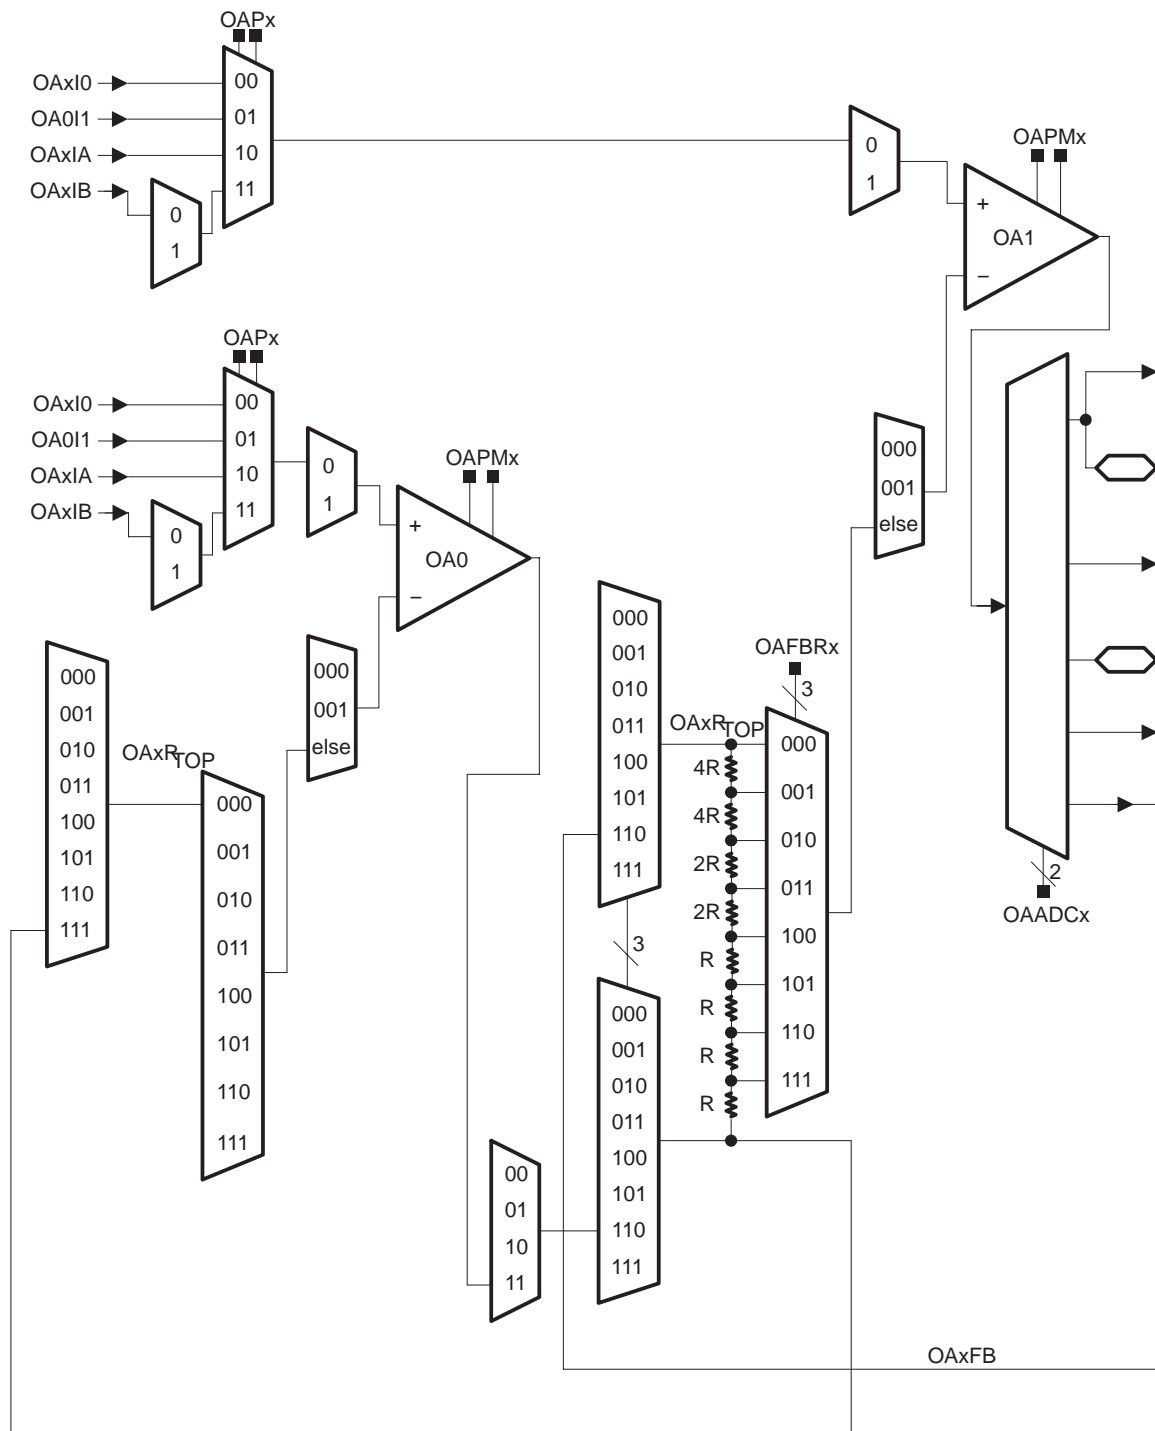 OAPx
OAxI0
OA0I1
OAxIA
OAxIB
00
01
10
11
0
1
0
1
OAPMx
+
OA1
−
OAPx
OAxI0
OA0I1
OAxIA
OAxIB
00
01
10
11
0
1
0
1
OAPMx
+
OA0
−
000
001
else
000
001
else
000
001
010
011
100
101
110
111
OAxRTOP
000
001
010
011
100
101
110
111
000
001
010
011
100
101
110
111
3
OAxRTOP
4R
4R
2R
2R
R
R
R
R
OAFBRx
3
000
001
010
011
100
101
110
111
2
OAADCx
000
001
010
011
100
101
110
111
00
01
10
11
OAxFB